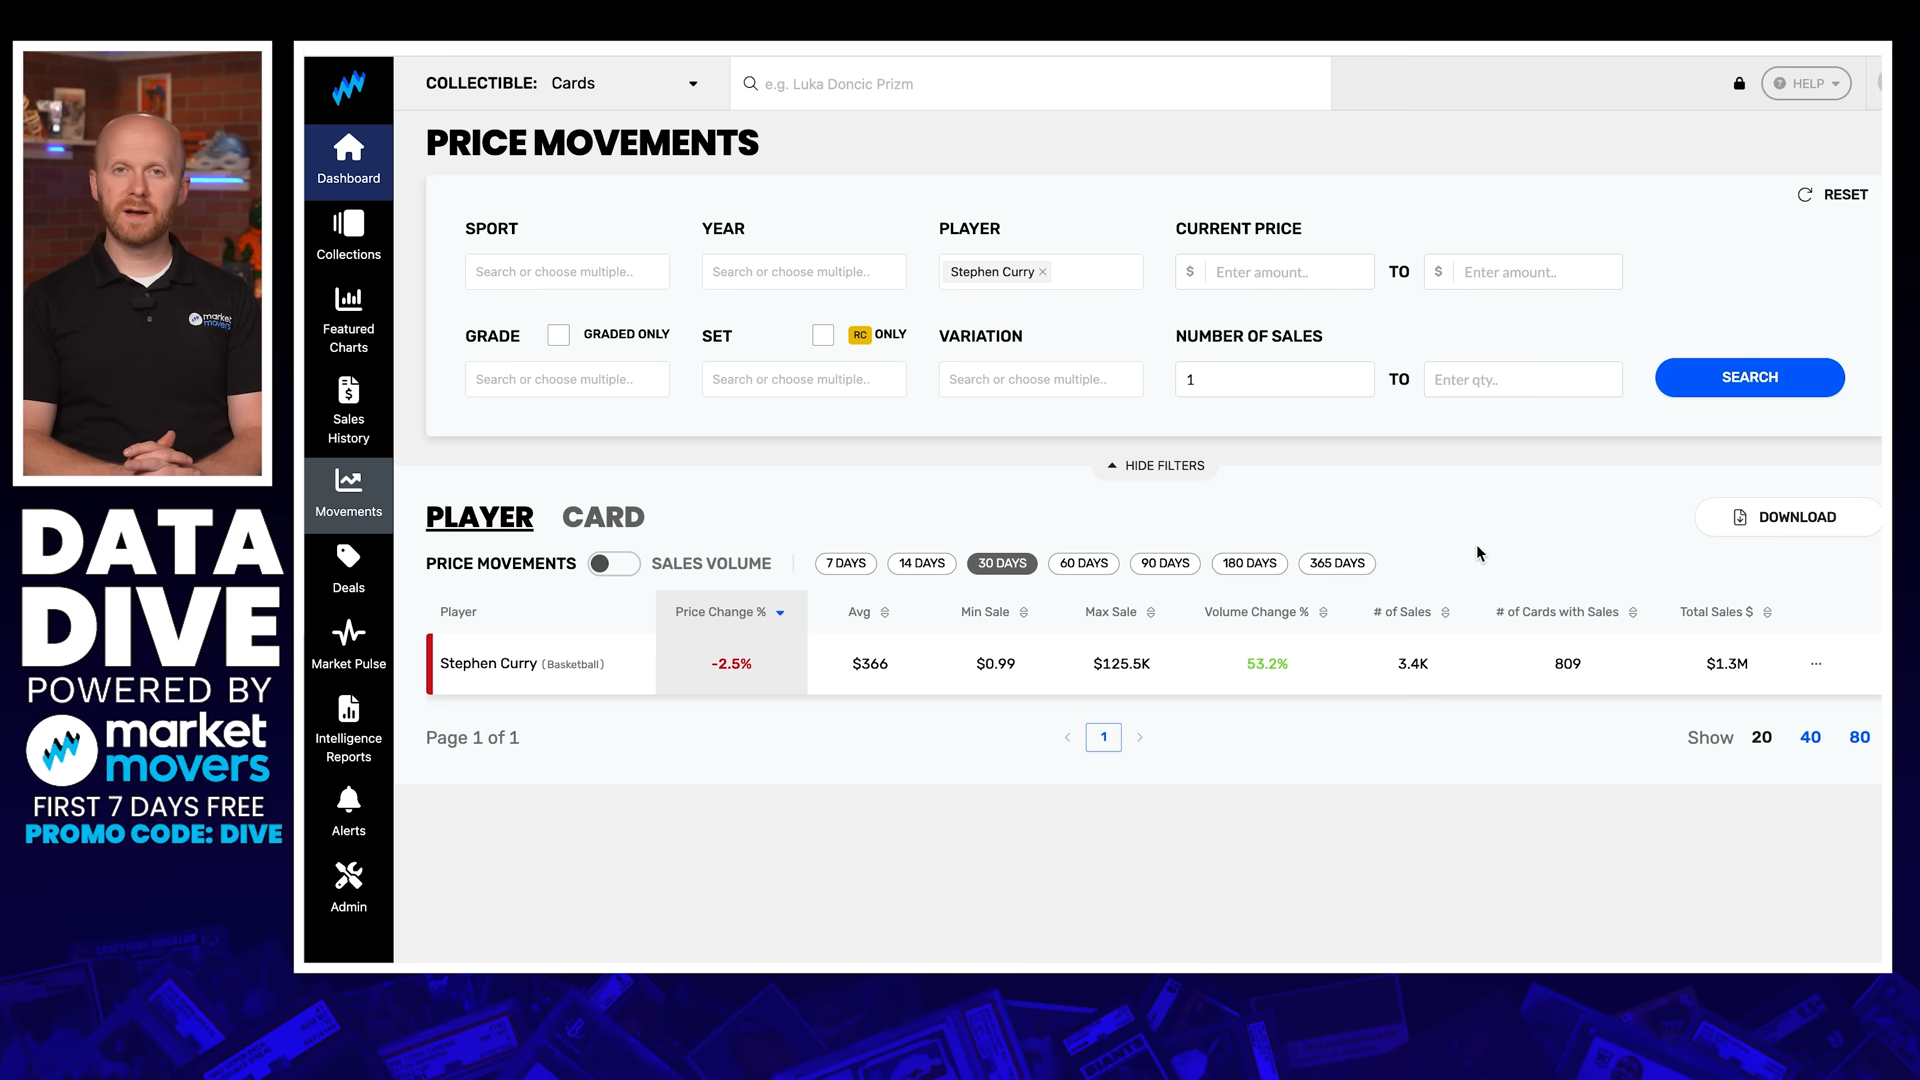 COLLECTIBLE: Cards
e.g. Luka Doncic Prizm
HELP
PRICE MOVEMENTS
RESET
SPORT
YEAR
PLAYER
CURRENT PRICE
Search or choose multiple..
Search or choose multiple..
Stephen Curry ×
$ Enter amount..
TO
$ Enter amount..
GRADE
GRADED ONLY
SET
RC ONLY
VARIATION
NUMBER OF SALES
Search or choose multiple..
Search or choose multiple..
Search or choose multiple..
1
TO
Enter qty..
SEARCH
HIDE FILTERS
PLAYER
CARD
DOWNLOAD
PRICE MOVEMENTS
SALES VOLUME
7 DAYS
14 DAYS
30 DAYS
60 DAYS
90 DAYS
180 DAYS
365 DAYS
Player
Price Change %
Avg
Min Sale
Max Sale
Volume Change %
# of Sales
# of Cards with Sales
Total Sales $
Stephen Curry (Basketball)
-2.5%
$366
$0.99
$125.5K
53.2%
3.4K
809
$1.3M
...
Page 1 of 1
< 1 >
Show 20 40 80
Dashboard
Collections
Featured
Charts
Sales
History
Movements
Deals
Market Pulse
Intelligence
Reports
Alerts
Admin
market
movers
DATA
DIVE
POWERED BY
market
movers
FIRST 7 DAYS FREE
PROMO CODE: DIVE
GIANTS